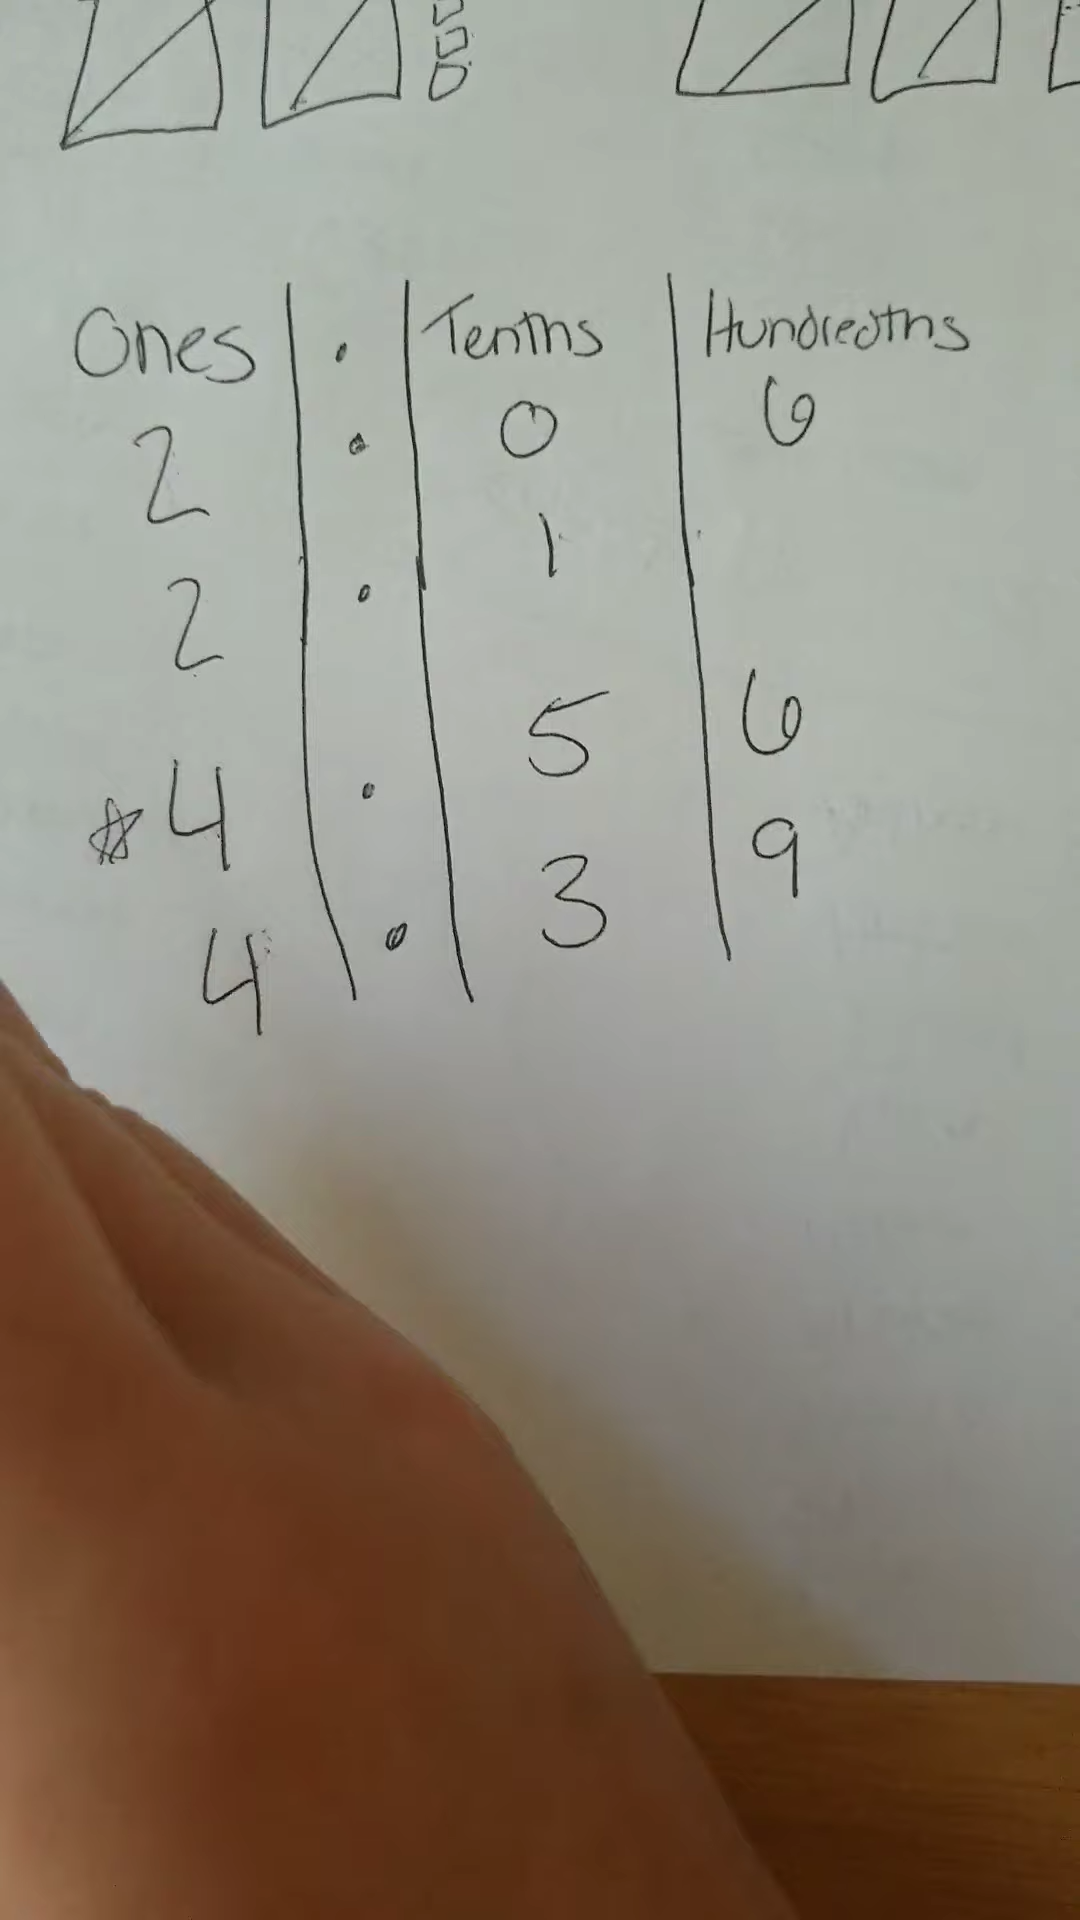 Ones . Tenths Hundredths
2 . 0 6
2 . 1
* 4 . 5 6
4 . 3 9